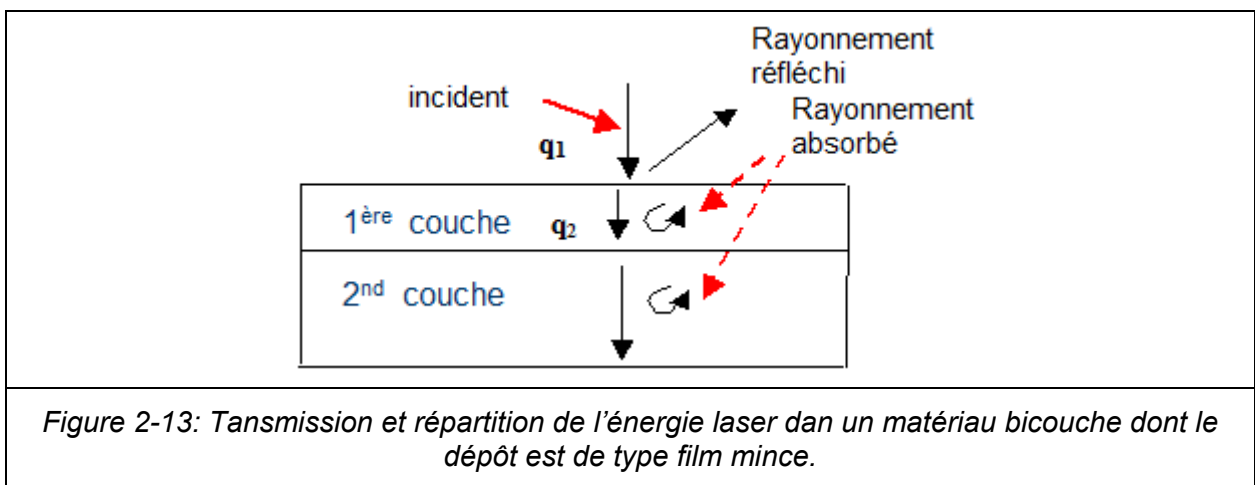 Rayonnement
réfléchi
incident
Rayonnement
absorbé
q1
1ère couche q2
2nd couche
Figure 2-13: Tansmission et répartition de l'énergie laser dan un matériau bicouche dont le
dépôt est de type film mince.